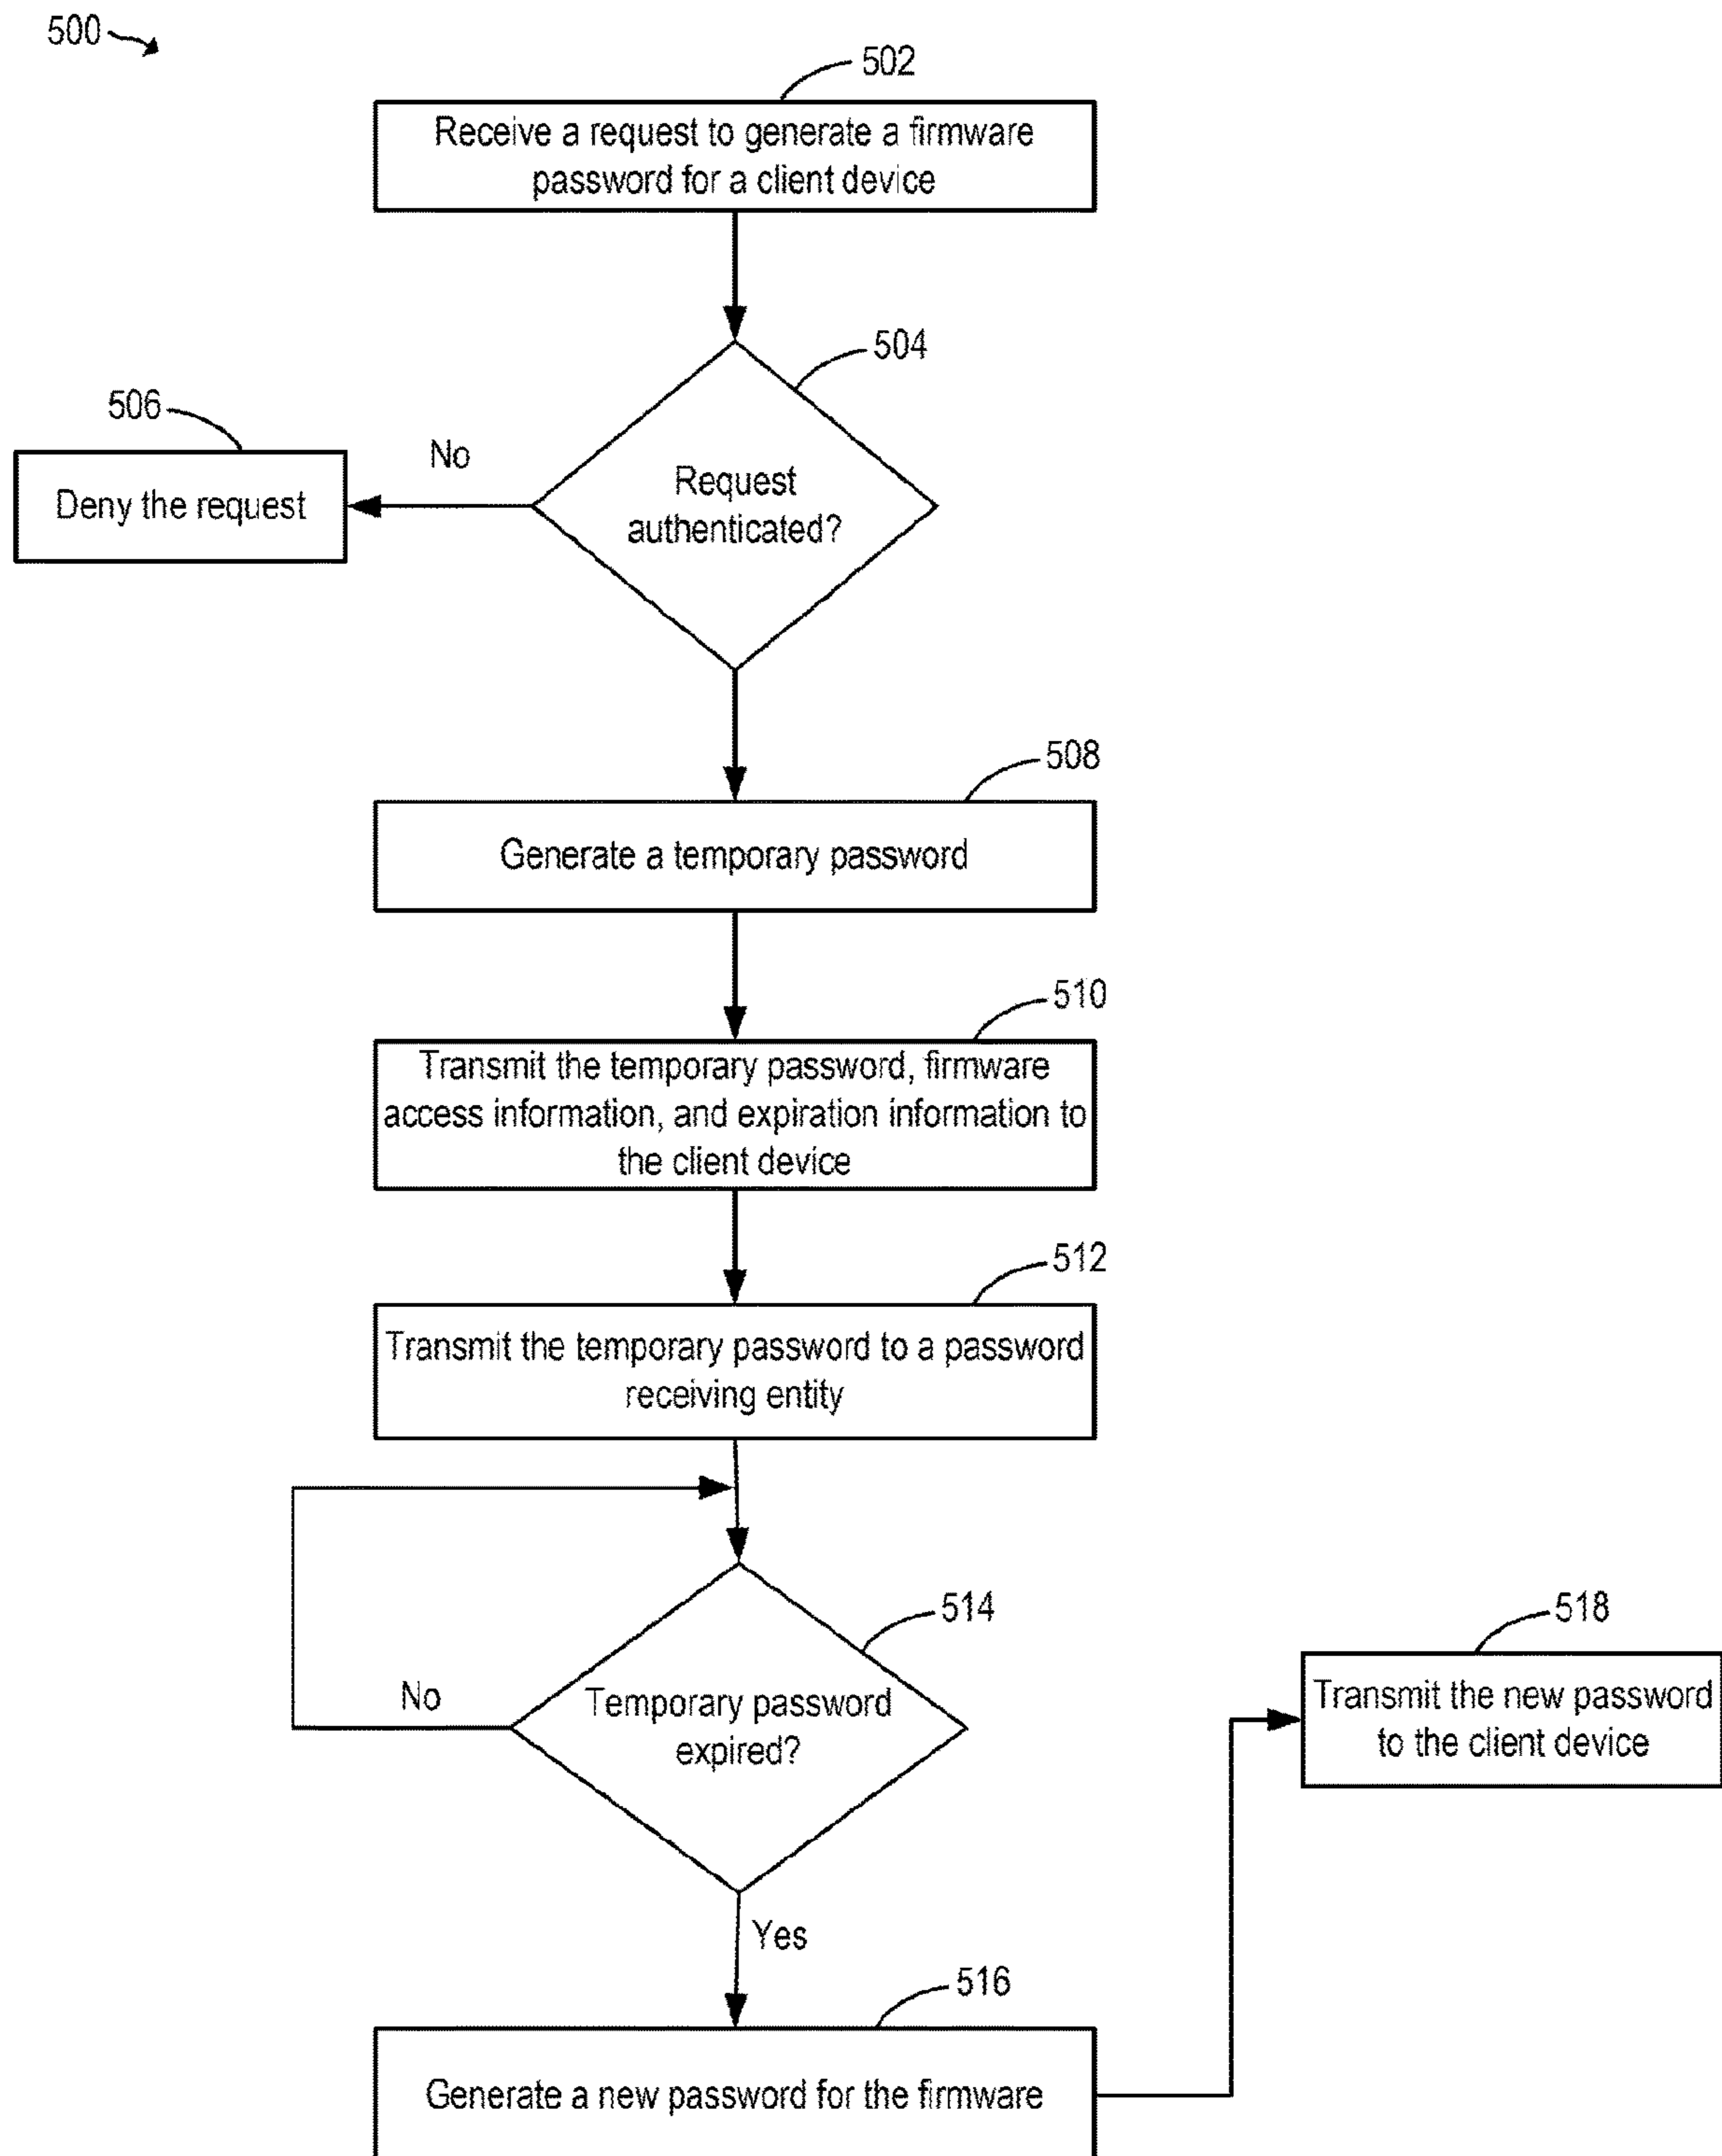 500
502
Receive a request to generate a firmware
password for a client device
504
506
No
Deny the request
Request
authenticated?
508
Generate a temporary password
510
Transmit the temporary password, firmware
access information, and expiration information to
the client device
512
Transmit the temporary password to a password
receiving entity
514
518
No
Temporary password
expired?
Transmit the new password
to the client device
Yes
516
Generate a new password for the firmware